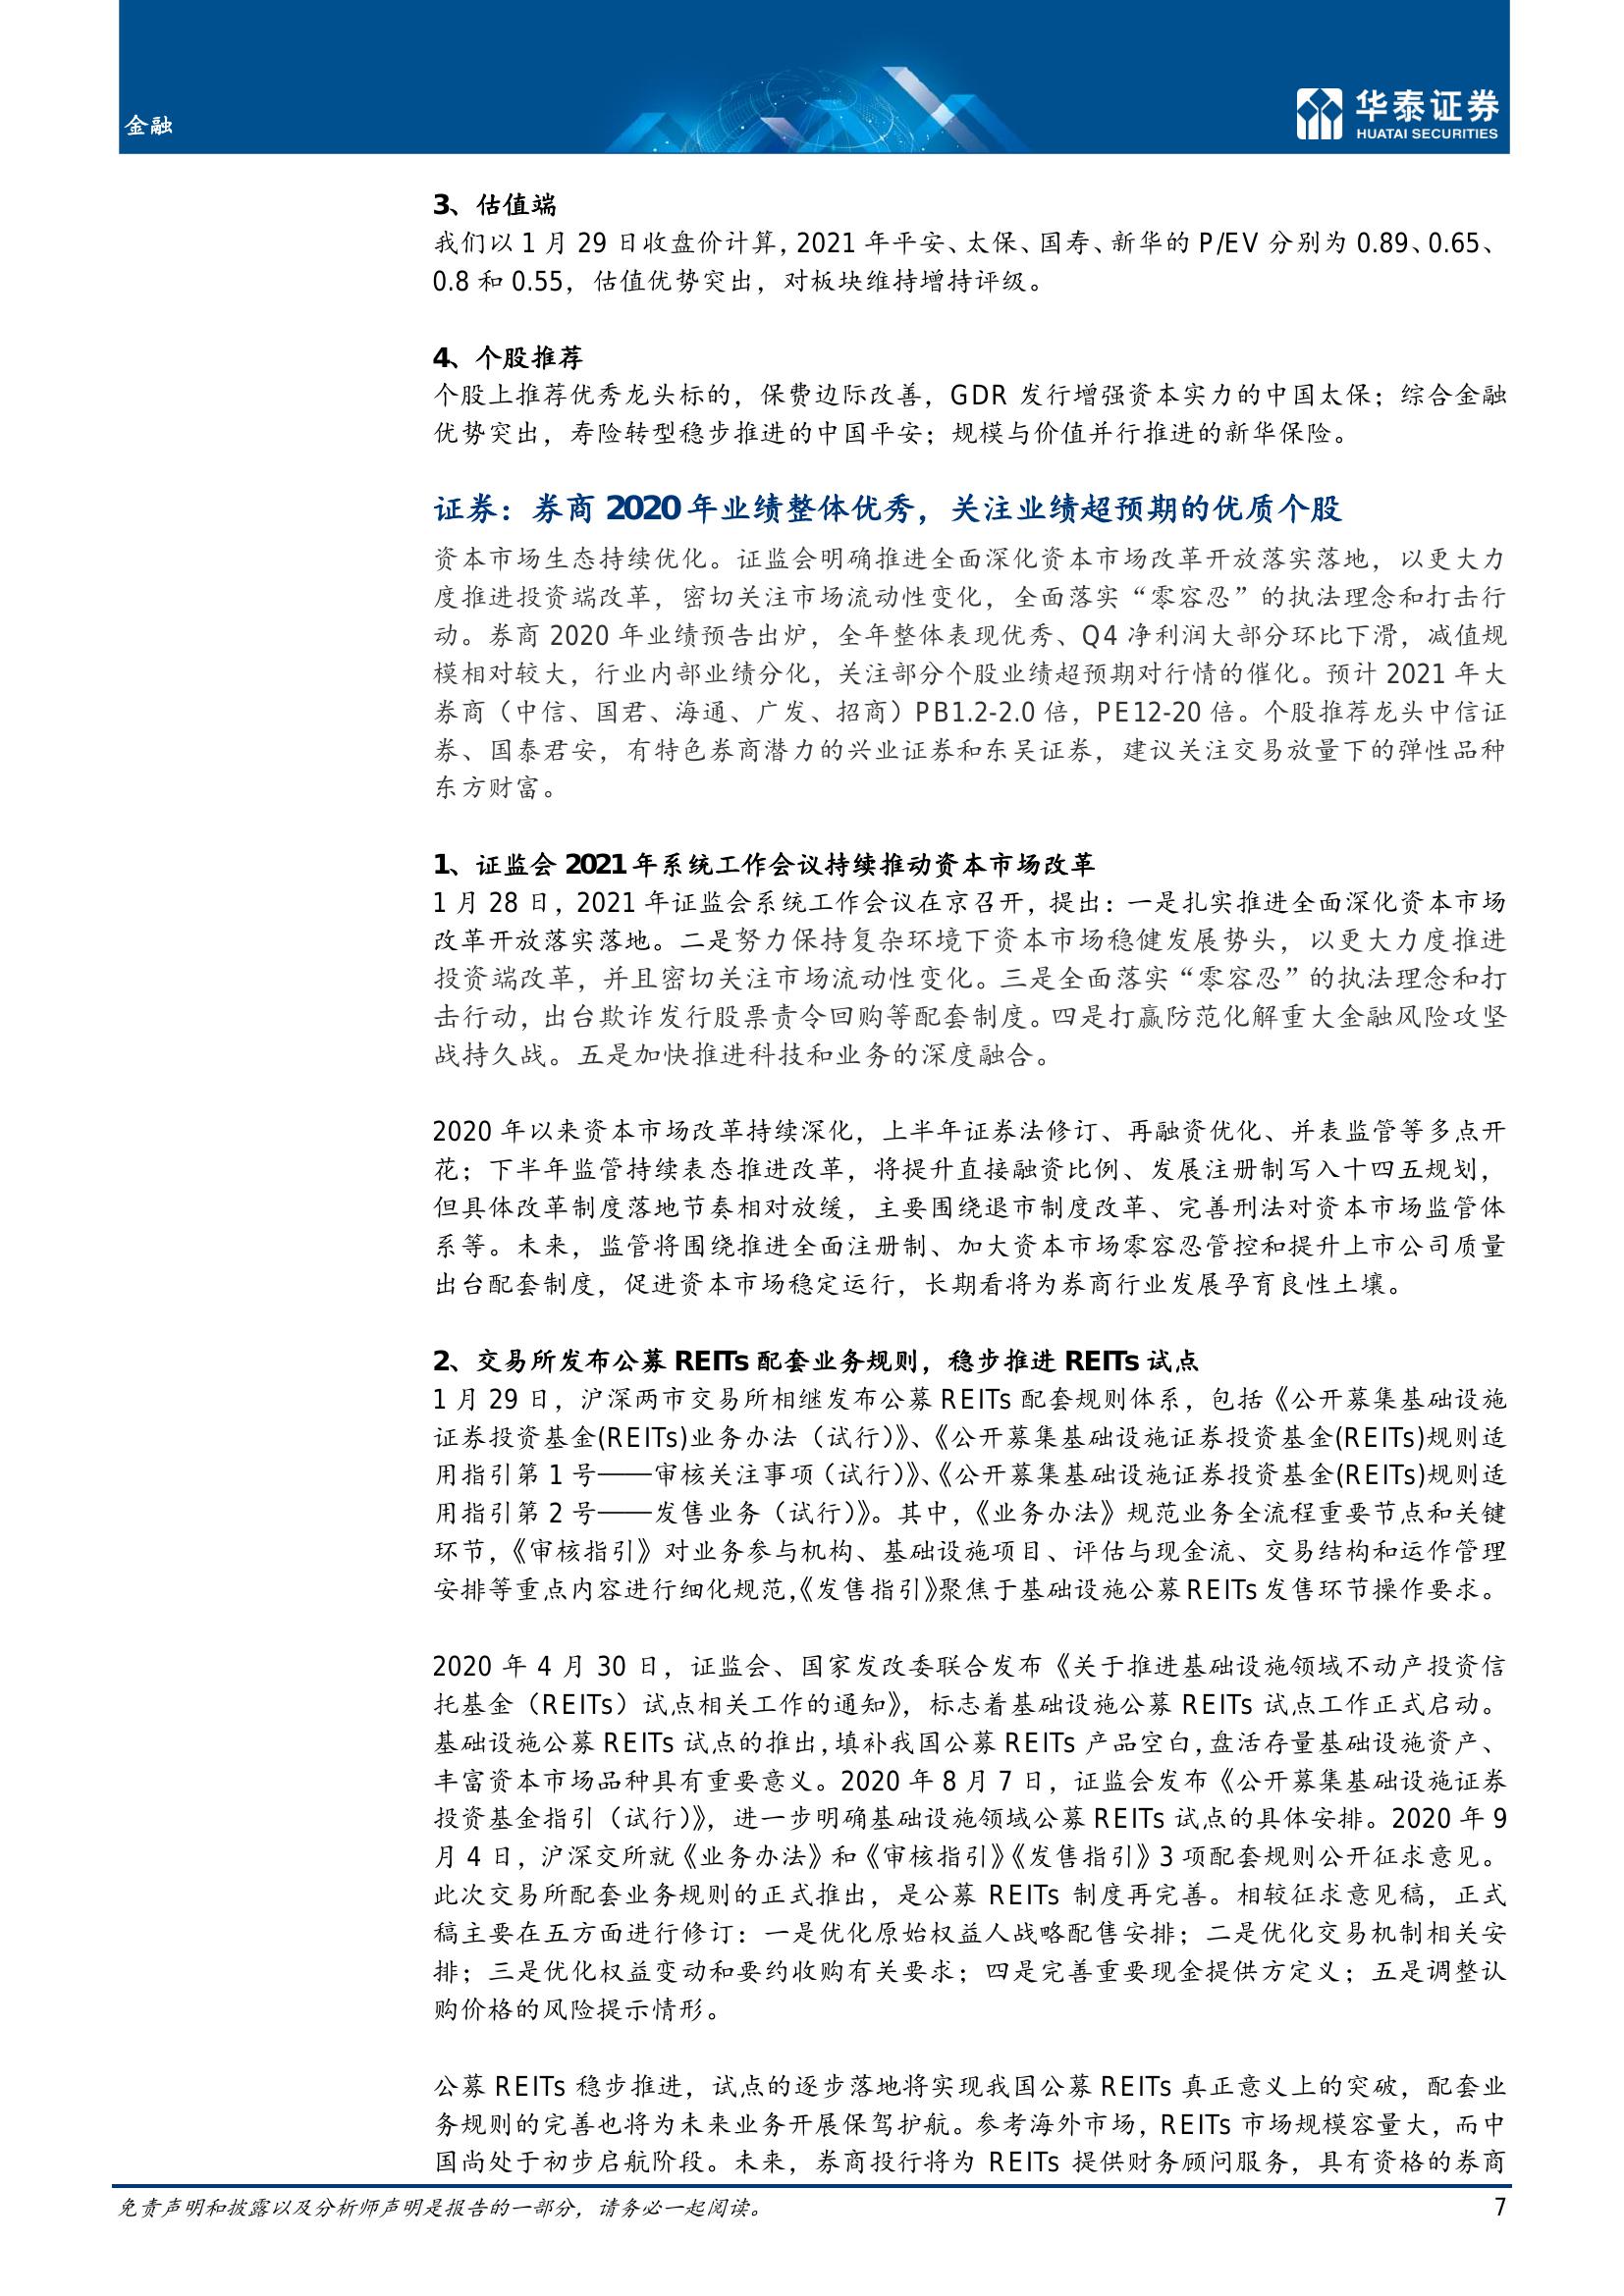 金融
华泰证券
HUATAI SECURITIES
3、估值端
我们以 1 月 29 日收盘价计算，2021 年平安、太保、国寿、新华的 P/EV 分别为 0.89、0.65、
0.8 和 0.55，估值优势突出，对板块维持增持评级。
4、个股推荐
个股上推荐优秀龙头标的，保费边际改善，GDR 发行增强资本实力的中国太保；综合金融
优势突出，寿险转型稳步推进的中国平安；规模与价值并行推进的新华保险。
证券：券商 2020 年业绩整体优秀，关注业绩超预期的优质个股
资本市场生态持续优化。证监会明确推进全面深化资本市场改革开放落实落地，以更大力
度推进投资端改革，密切关注市场流动性变化，全面落实“零容忍”的执法理念和打击行
动。券商 2020 年业绩预告出炉，全年整体表现优秀、Q4 净利润大部分环比下滑，减值规
模相对较大，行业内部业绩分化，关注部分个股业绩超预期对行情的催化。预计 2021 年大
券商（中信、国君、海通、广发、招商）PB1.2-2.0 倍，PE12-20 倍。个股推荐龙头中信证
券、国泰君安，有特色券商潜力的兴业证券和东吴证券，建议关注交易放量下的弹性品种
东方财富。
1、证监会 2021 年系统工作会议持续推动资本市场改革
1 月 28 日，2021 年证监会系统工作会议在京召开，提出：一是扎实推进全面深化资本市场
改革开放落实落地。二是努力保持复杂环境下资本市场稳健发展势头，以更大力度推进
投资端改革，并且密切关注市场流动性变化。三是全面落实“零容忍”的执法理念和打
击行动，出台欺诈发行股票责令回购等配套制度。四是打赢防范化解重大金融风险攻坚
战持久战。五是加快推进科技和业务的深度融合。
2020 年以来资本市场改革持续深化，上半年证券法修订、再融资优化、并表监管等多点开
花；下半年监管持续表态推进改革，将提升直接融资比例、发展注册制写入十四五规划，
但具体改革制度落地节奏相对放缓，主要围绕退市制度改革、完善刑法对资本市场监管体
系等。未来，监管将围绕推进全面注册制、加大资本市场零容忍管控和提升上市公司质量
出台配套制度，促进资本市场稳定运行，长期看将为券商行业发展孕育良性土壤。
2、交易所发布公募 REITs 配套业务规则，稳步推进 REITs 试点
1 月 29 日，沪深两市交易所相继发布公募 REITs 配套规则体系，包括《公开募集基础设施
证券投资基金(REITs)业务办法（试行）》、《公开募集基础设施证券投资基金(REITs)规则适
用指引第 1 号——审核关注事项（试行）》、《公开募集基础设施证券投资基金(REITs)规则适
用指引第 2 号——发售业务（试行）》。其中，《业务办法》规范业务全流程重要节点和关键
环节，《审核指引》对业务参与机构、基础设施项目、评估与现金流、交易结构和运作管理
安排等重点内容进行细化规范，《发售指引》聚焦于基础设施公募 REITs 发售环节操作要求。
2020 年 4 月 30 日，证监会、国家发改委联合发布《关于推进基础设施领域不动产投资信
托基金（REITs）试点相关工作的通知》，标志着基础设施公募 REITs 试点工作正式启动。
基础设施公募 REITs 试点的推出，填补我国公募 REITs 产品空白，盘活存量基础设施资产、
丰富资本市场品种具有重要意义。2020 年 8 月 7 日，证监会发布《公开募集基础设施证券
投资基金指引（试行）》，进一步明确基础设施领域公募 REITs 试点的具体安排。2020 年 9
月 4 日，沪深交所就《业务办法》和《审核指引》《发售指引》3 项配套规则公开征求意见。
此次交易所配套业务规则的正式推出，是公募 REITs 制度再完善。相较征求意见稿，正式
稿主要在五方面进行修订：一是优化原始权益人战略配售安排；二是优化交易机制相关安
排；三是优化权益变动和要约收购有关要求；四是完善重要现金提供方定义；五是调整认
购价格的风险提示情形。
公募 REITs 稳步推进，试点的逐步落地将实现我国公募 REITs 真正意义上的突破，配套业
务规则的完善也将为未来业务开展保驾护航。参考海外市场，REITs 市场规模容量大，而中
国尚处于初步启航阶段。未来，券商投行将为 REITs 提供财务顾问服务，具有资格的券商
免责声明和披露以及分析师声明是报告的一部分，请务必一起阅读。
7